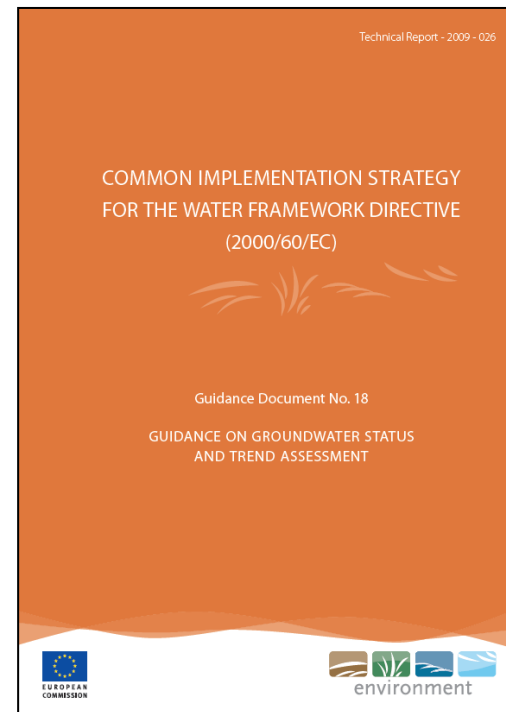 Technical Report - 2009 - 026
COMMON IMPLEMENTATION STRATEGY
FOR THE WATER FRAMEWORK DIRECTIVE
(2000/60/EC)
Guidance Document No. 18
GUIDANCE ON GROUNDWATER STATUS
AND TREND ASSESSMENT
EUROPEAN
COMMISSION
environment